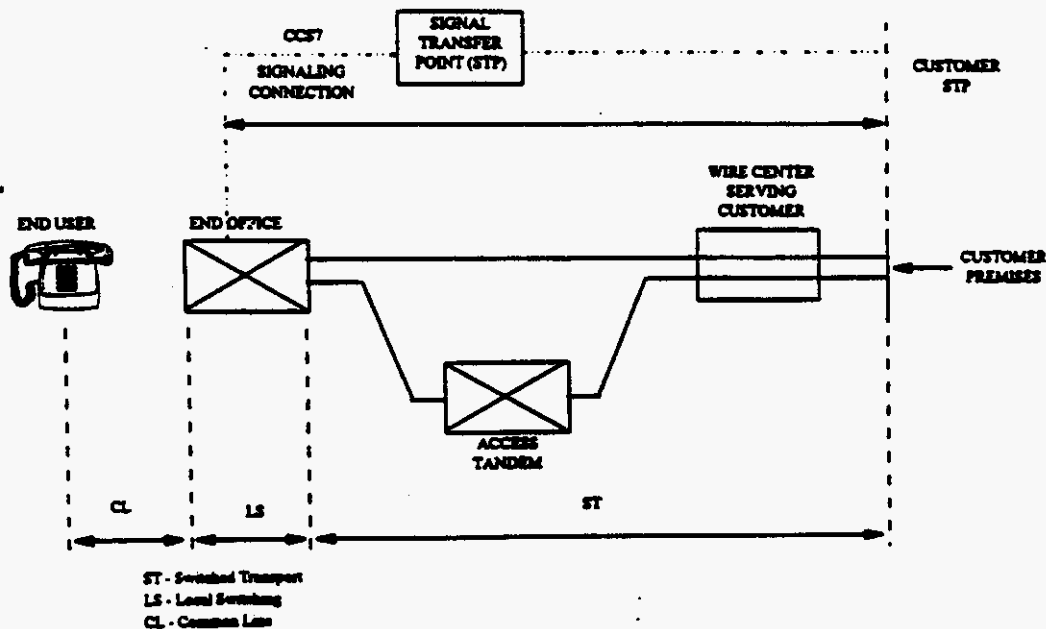 CCS7
SIGNAL
TRANSFER
POINT (STP)
SIGNALING
CONNECTION
CUSTOMER
STP
WIRE CENTER
SERVING
CUSTOMER
END USER
END OFFICE
CUSTOMER
PREMISES
ACCESS
TANDEM
CL
LS
ST
ST - Switched Transport
LS - Local Switching
CL - Common Line